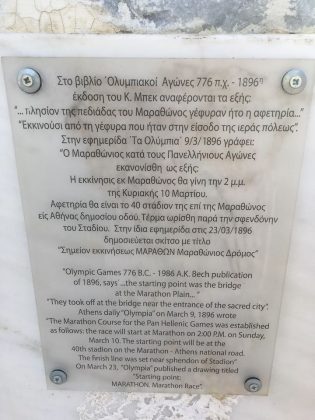 Στο βιβλίο ΄Ολυμπιακοί Αγώνες 776 π.χ. - 1896"
έκδοση του Κ. Μπεκ αναφέρονται τα εξής:
"... Πλησίον της πεδιάδας του Μαραθώνος γέφυραν ήτο η αφετηρία..."
"Εκκινούσι από τη γέφυρα που ήταν στην είσοδο της ιεράς πόλεως".
Στην εφημερίδα ΄Τα Ολύμπια΄ 9/3/1896 γράφει:
"Ο Μαραθώνιος κατά τους Πανελλήνιους Αγώνες
εκανονίσθη ως εξής:
Η εκκίνησις εκ Μαραθώνος θα γίνη την 2 μ.μ.
της Κυριακής 10 Μαρτίου.
Αφετηρία θα είναι το 40 στάδιον της επί της Μαραθώνος
είς Αθήνας δημοσίου οδού. Τέρμα ωρίσθη παρά την σφενδόνην
του Σταδίου. Στην ίδια εφημερίδα στις 23/03/1896
δημοσιεύεται σκίτσο με τίτλο
"Σημείον εκκινήσεως ΜΑΡΑΘΩΝ Μαραθώνιος Δρόμος"
"Olympic Games 776 B.C. - 1986 A.K. Bech publication
of 1896, says ...the starting point was the bridge
at the Marathon Plain..."
"They took off at the bridge near the entrance of the sacred city".
Athens daily "Olympia" on March 9, 1896 wrote
"The Marathon Course for the Pan Hellenic Games was established
as follows: the race will start at Marathon on 2:00 P.M. on Sunday,
March 10. The starting point will be at the
40th stadion on the Marathon - Athens national road.
The finish line was set near sphendon of Stadion"
On March 23, "Olympia" published a drawing titled
"Starting point:
MARATHON, Marathon Race".